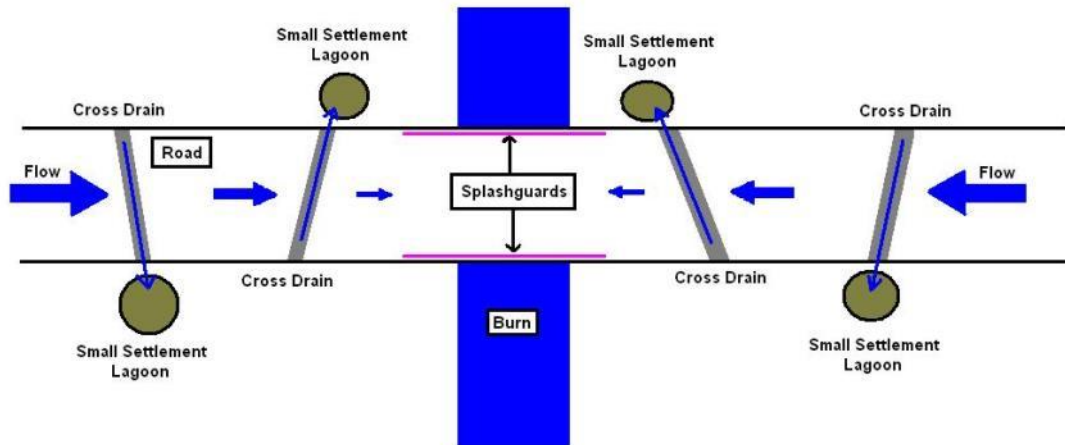 Small Settlement
Lagoon
Small Settlement
Lagoon
Cross Drain
Cross Drain
Road
Flow
Splashguards
Flow
Cross Drain
Cross Drain
Burn
Small Settlement
Lagoon
Small Settlement
Lagoon